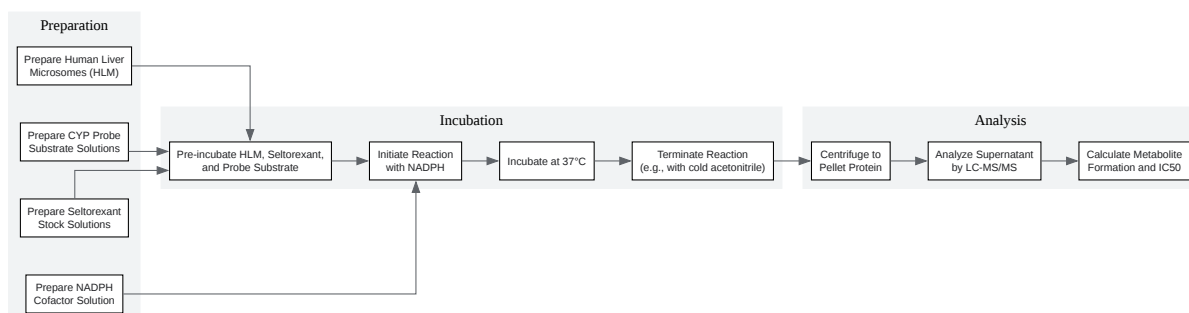 Preparation
Prepare Human Liver
Microsomes (HLM)
Prepare CYP Probe
Substrate Solutions
Prepare Seltorexant
Stock Solutions
Prepare NADPH
Cofactor Solution
Incubation
Pre-incubate HLM, Seltorexant,
and Probe Substrate
Initiate Reaction
with NADPH
Incubate at 37°C
Terminate Reaction
(e.g., with cold acetonitrile)
Analysis
Centrifuge to
Pellet Protein
Analyze Supernatant
by LC-MS/MS
Calculate Metabolite
Formation and IC50